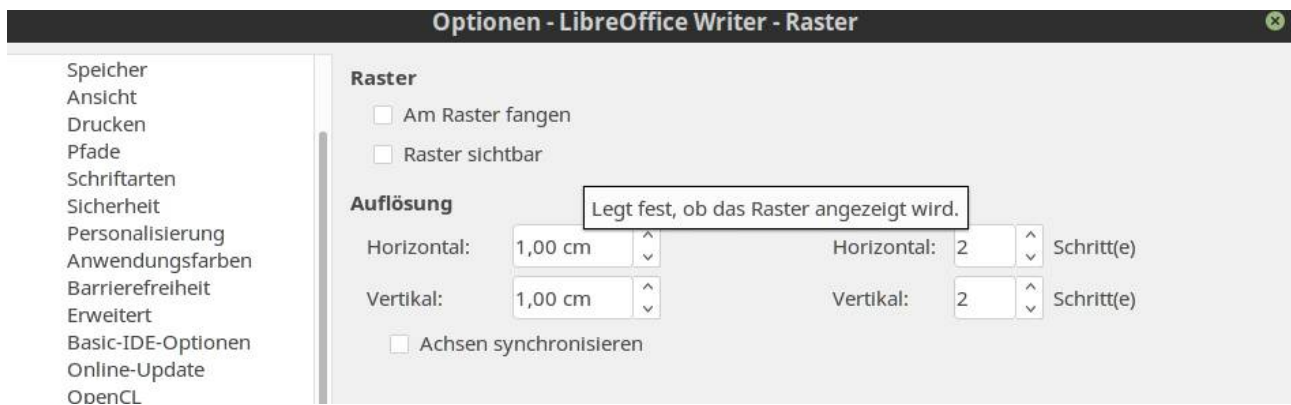 Optionen - LibreOffice Writer - Raster
Speicher
Ansicht
Drucken
Pfade
Schriftarten
Sicherheit
Personalisierung
Anwendungsfarben
Barrierefreiheit
Erweitert
Basic-IDE-Optionen
Online-Update
OpenCL
Raster
Am Raster fangen
Raster sichtbar
Auflösung
Legt fest, ob das Raster angezeigt wird.
Horizontal: 1,00 cm
Horizontal: 2 Schritt(e)
Vertikal: 1,00 cm
Vertikal: 2 Schritt(e)
Achsen synchronisieren